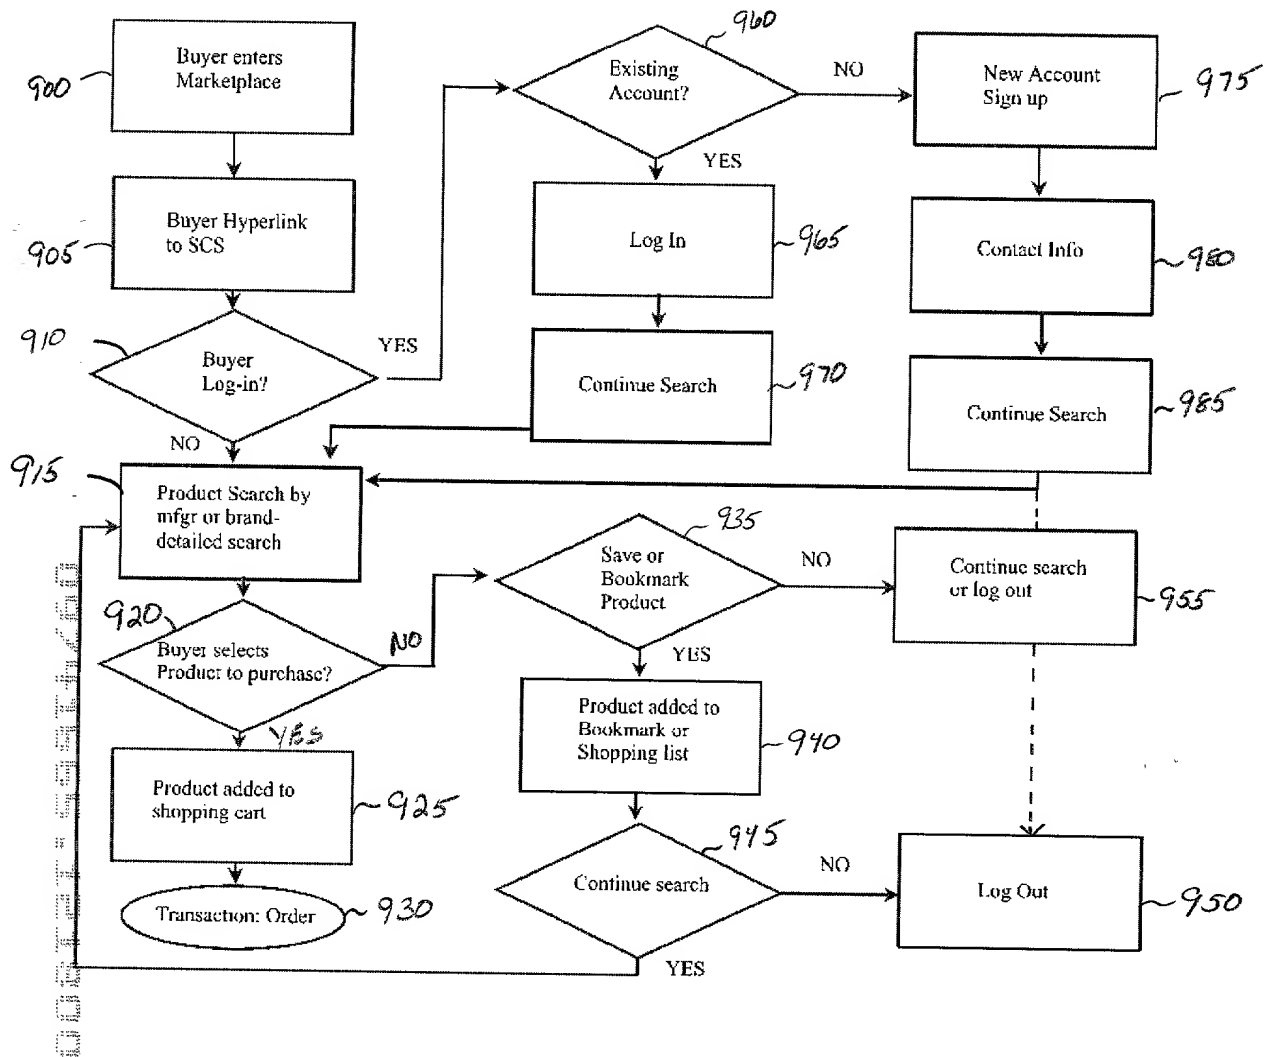 900
Buyer enters
Marketplace
905
Buyer Hyperlink
to SCS
910
Buyer
Log-in?
YES
NO
960
Existing
Account?
NO
YES
New Account
Sign up
975
Log In
965
Contact Info
980
Continue Search
970
Continue Search
985
915
Product Search by
mfgr or brand-
detailed search
920
Buyer selects
Product to purchase?
NO
YES
935
Save or
Bookmark
Product
NO
YES
Continue search
or log out
955
Product added to
Bookmark or
Shopping list
940
Product added to
shopping cart
925
945
Continue search
NO
YES
Log Out
950
Transaction: Order
930